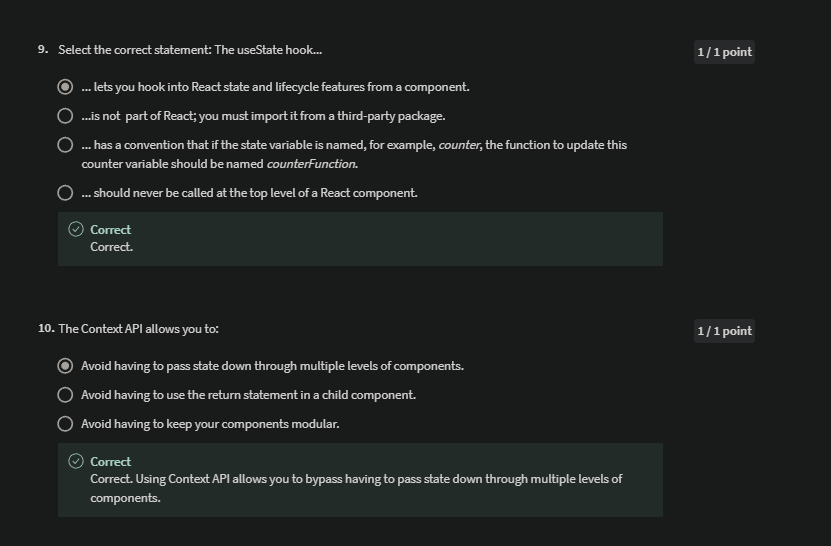 9. Select the correct statement: The useState hook...
1 / 1 point
... lets you hook into React state and lifecycle features from a component.
...is not part of React; you must import it from a third-party package.
... has a convention that if the state variable is named, for example, counter, the function to update this
counter variable should be named counterFunction.
... should never be called at the top level of a React component.
Correct
Correct.
10. The Context API allows you to:
1 / 1 point
Avoid having to pass state down through multiple levels of components.
Avoid having to use the return statement in a child component.
Avoid having to keep your components modular.
Correct
Correct. Using Context API allows you to bypass having to pass state down through multiple levels of
components.